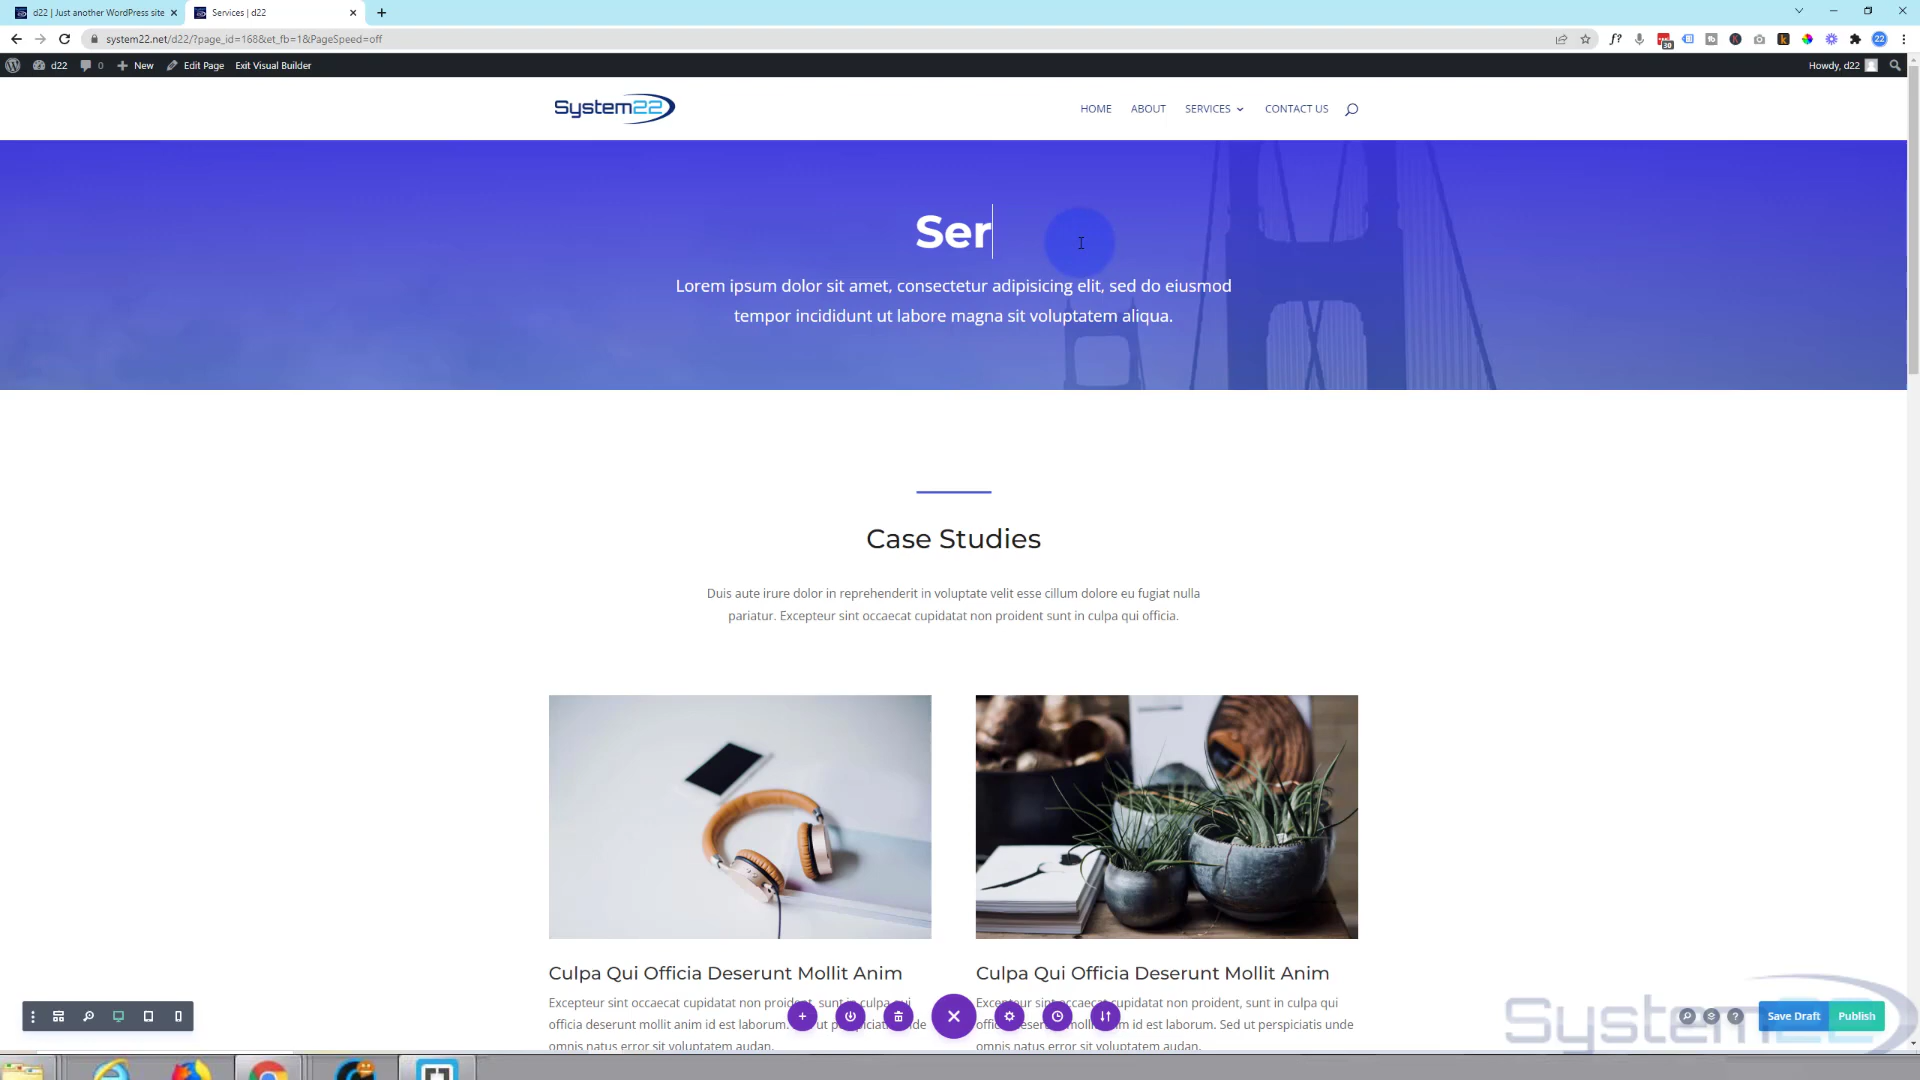 d22 | Just another WordPress site
Services | d22
system22.net/d22/?page_id=168&et_fb=1&PageSpeed=off
f?
30
22
d22
0
New
Edit Page
Exit Visual Builder
Howdy, d22
System22
HOME
ABOUT
SERVICES
CONTACT US
Ser
Lorem ipsum dolor sit amet, consectetur adipisicing elit, sed do eiusmod
tempor incididunt ut labore magna sit voluptatem aliqua.
Case Studies
Duis aute irure dolor in reprehenderit in voluptate velit esse cillum dolore eu fugiat nulla
pariatur. Excepteur sint occaecat cupidatat non proident sunt in culpa qui officia.
Culpa Qui Officia Deserunt Mollit Anim
Excepteur sint occaecat cupidatat non proident, sunt in culpa qui
officia deserunt mollit anim id est laborum. Sed ut perspiciatis unde
omnis natus error sit voluptatem audan.
Culpa Qui Officia Deserunt Mollit Anim
Excepteur sint occaecat cupidatat non proident, sunt in culpa qui
officia deserunt mollit anim id est laborum. Sed ut perspiciatis unde
omnis natus error sit voluptatem audan.
Save Draft
Publish
System22